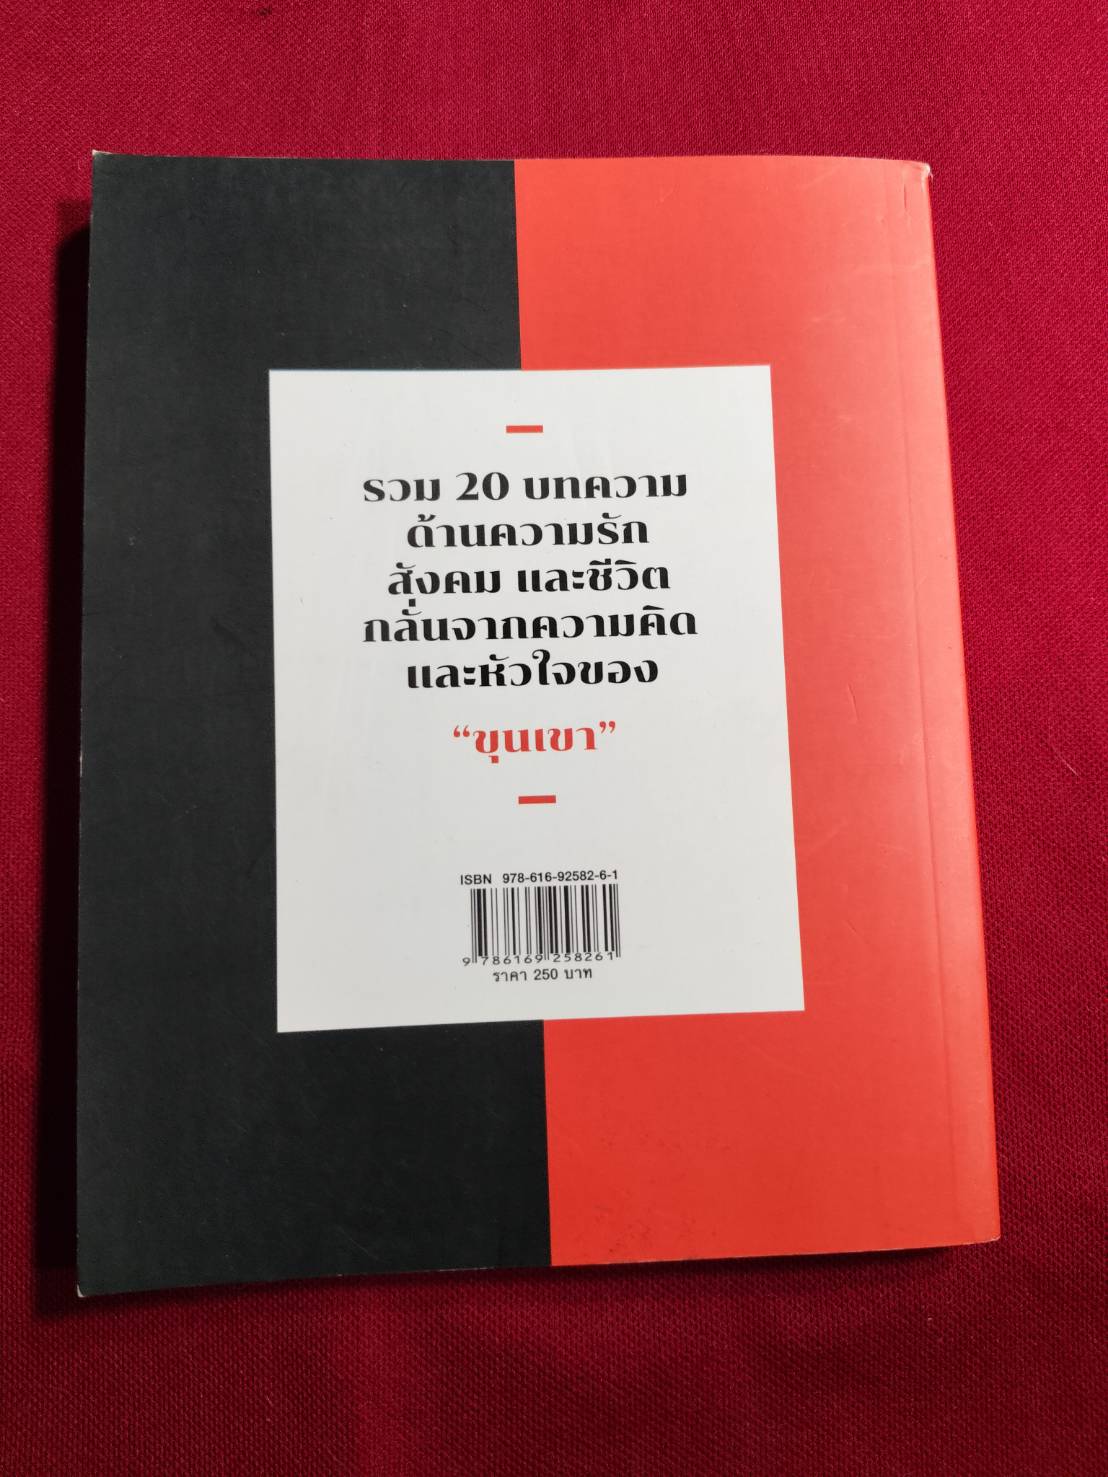 รวม 20 บทความ
ด้านความรัก
สังคม และชีวิต
กลั่นจากความคิด
และหัวใจของ
“ขุนเขา”
ISBN 978-616-92582-6-1
9 786169 258261
ราคา 250 บาท